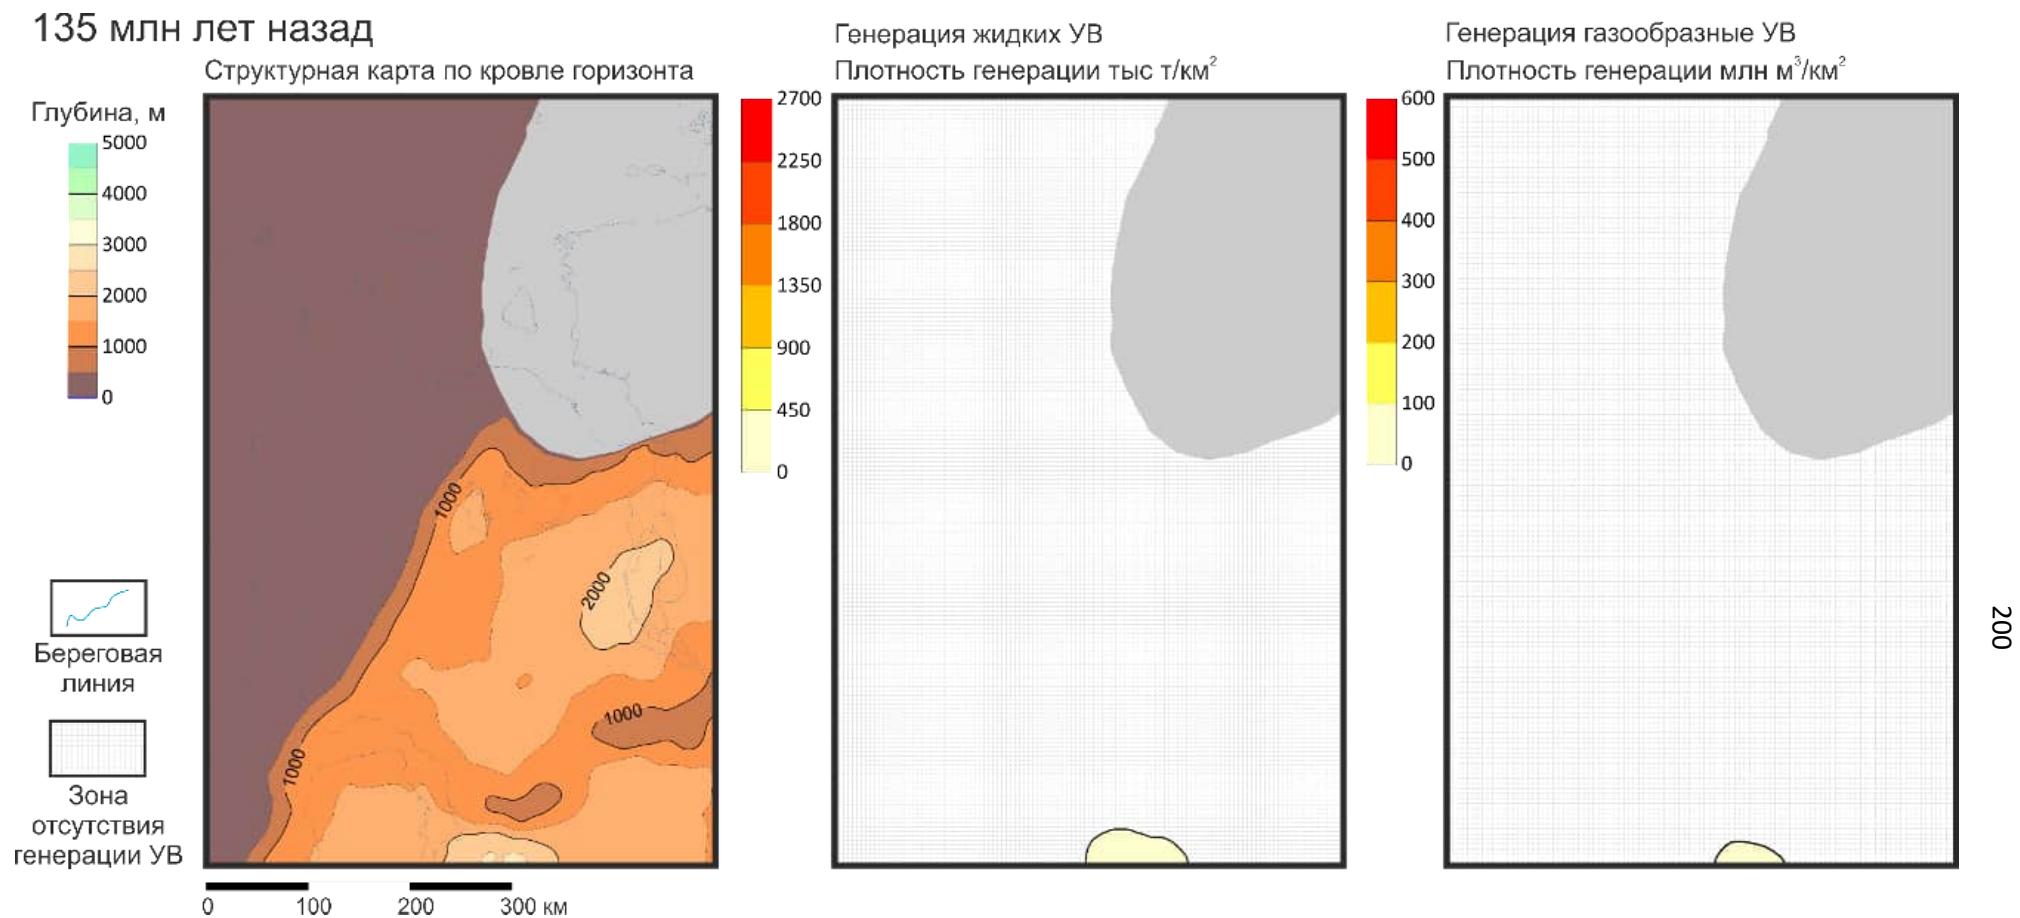 135 млн лет назад
Структурная карта по кровле горизонта
Глубина, м
5000
4000
3000
2000
1000
0
Береговая
линия
Зона
отсутствия
генерации УВ
1000
2000
1000
1000
0 100 200 300 км
Генерация жидких УВ
Плотность генерации тыс т/км²
2700
2250
1800
1350
900
450
0
Генерация газообразные УВ
Плотность генерации млн м³/км²
600
500
400
300
200
100
0
200